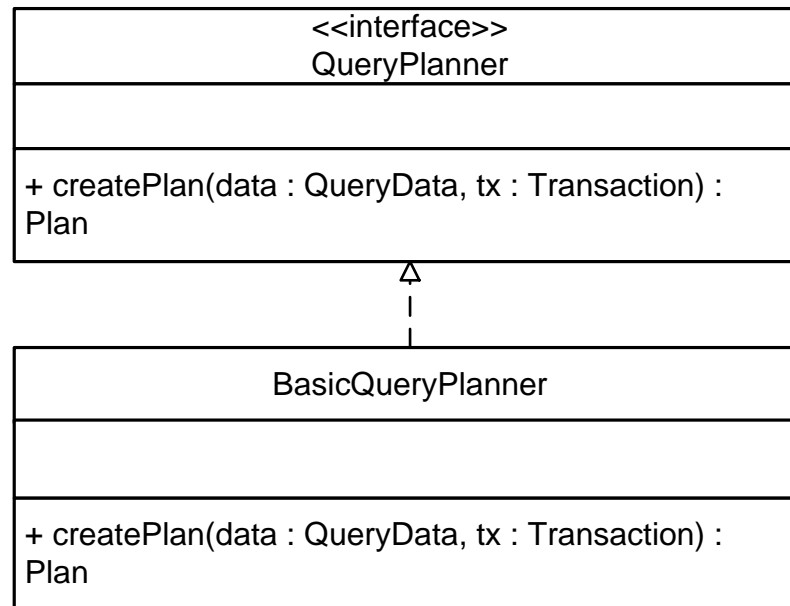 <<interface>>
QueryPlanner
+ createPlan(data : QueryData, tx : Transaction) :
Plan
BasicQueryPlanner
+ createPlan(data : QueryData, tx : Transaction) :
Plan